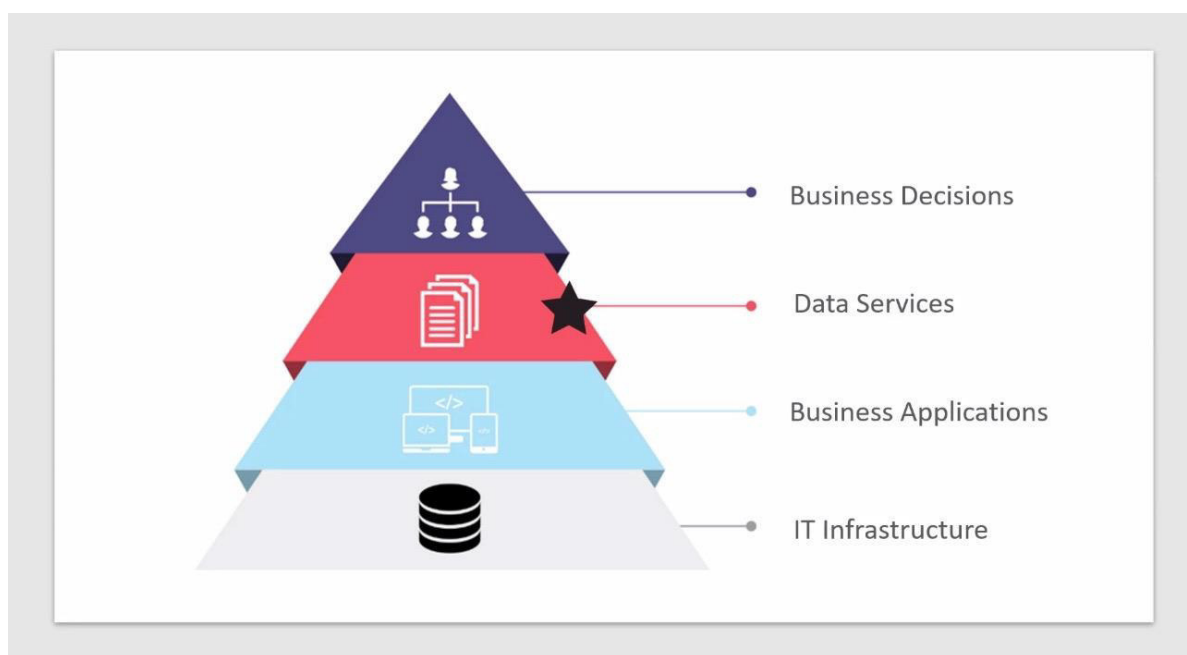 Business Decisions
Data Services
Business Applications
</>
</>
</>
IT Infrastructure